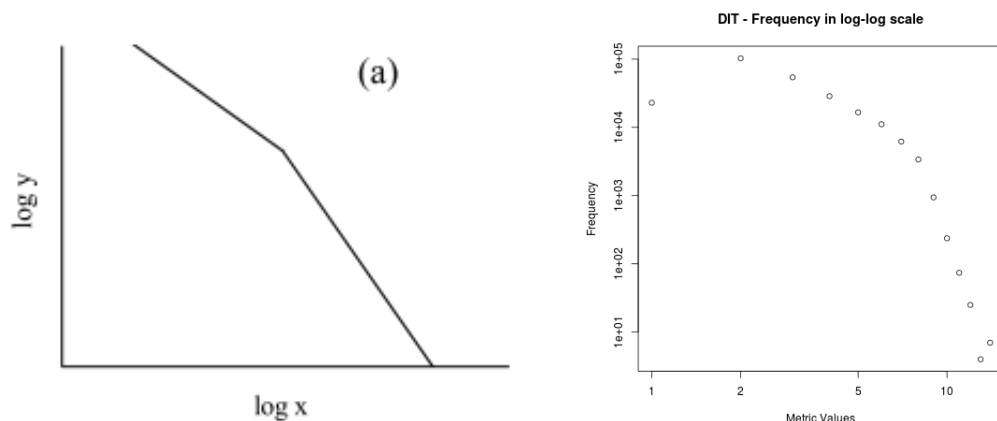 (a)
log y
log x
DIT - Frequency in log-log scale
Frequency
1e+05
1e+04
1e+03
1e+02
1e+01
1 2 5 10
Metric Values